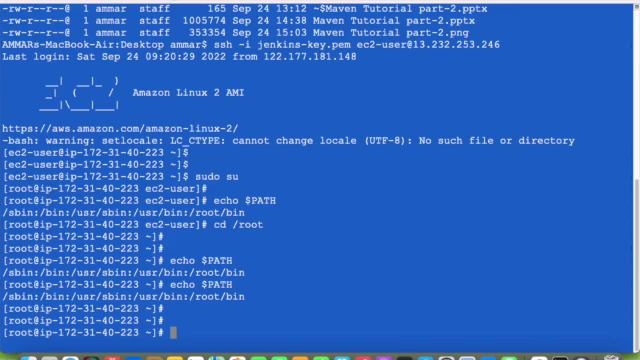 -rw-r--r--@ 1 ammar  staff      165 Sep 24 13:12 ~$Maven Tutorial part-2.pptx
-rw-r--r--@ 1 ammar  staff  1005774 Sep 24 14:38 Maven Tutorial part-2.pptx
-rw-r--r--@ 1 ammar  staff   353354 Sep 24 15:03 Maven Tutorial part-2.png
AMMARs-MacBook-Air:Desktop ammar$ ssh -i jenkins-key.pem ec2-user@13.232.253.246
Last login: Sat Sep 24 09:20:29 2022 from 122.177.181.148
__|  __|_  )
_|  (     /   Amazon Linux 2 AMI
___|\___|___|
https://aws.amazon.com/amazon-linux-2/
-bash: warning: setlocale: LC_CTYPE: cannot change locale (UTF-8): No such file or directory
[ec2-user@ip-172-31-40-223 ~]$
[ec2-user@ip-172-31-40-223 ~]$
[ec2-user@ip-172-31-40-223 ~]$ sudo su
[root@ip-172-31-40-223 ec2-user]#
[root@ip-172-31-40-223 ec2-user]# echo $PATH
/sbin:/bin:/usr/sbin:/usr/bin:/root/bin
[root@ip-172-31-40-223 ec2-user]# cd /root
[root@ip-172-31-40-223 ~]#
[root@ip-172-31-40-223 ~]#
[root@ip-172-31-40-223 ~]# echo $PATH
/sbin:/bin:/usr/sbin:/usr/bin:/root/bin
[root@ip-172-31-40-223 ~]# echo $PATH
/sbin:/bin:/usr/sbin:/usr/bin:/root/bin
[root@ip-172-31-40-223 ~]#
[root@ip-172-31-40-223 ~]#
[root@ip-172-31-40-223 ~]#